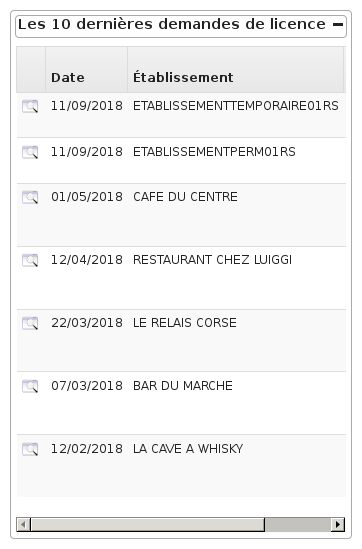 Les 10 dernières demandes de licence
Date Établissement
11/09/2018 ETABLISSEMENTTEMPORAIRE01RS
11/09/2018 ETABLISSEMENTPERM01RS
01/05/2018 CAFE DU CENTRE
12/04/2018 RESTAURANT CHEZ LUIGGI
22/03/2018 LE RELAIS CORSE
07/03/2018 BAR DU MARCHE
12/02/2018 LA CAVE A WHISKY